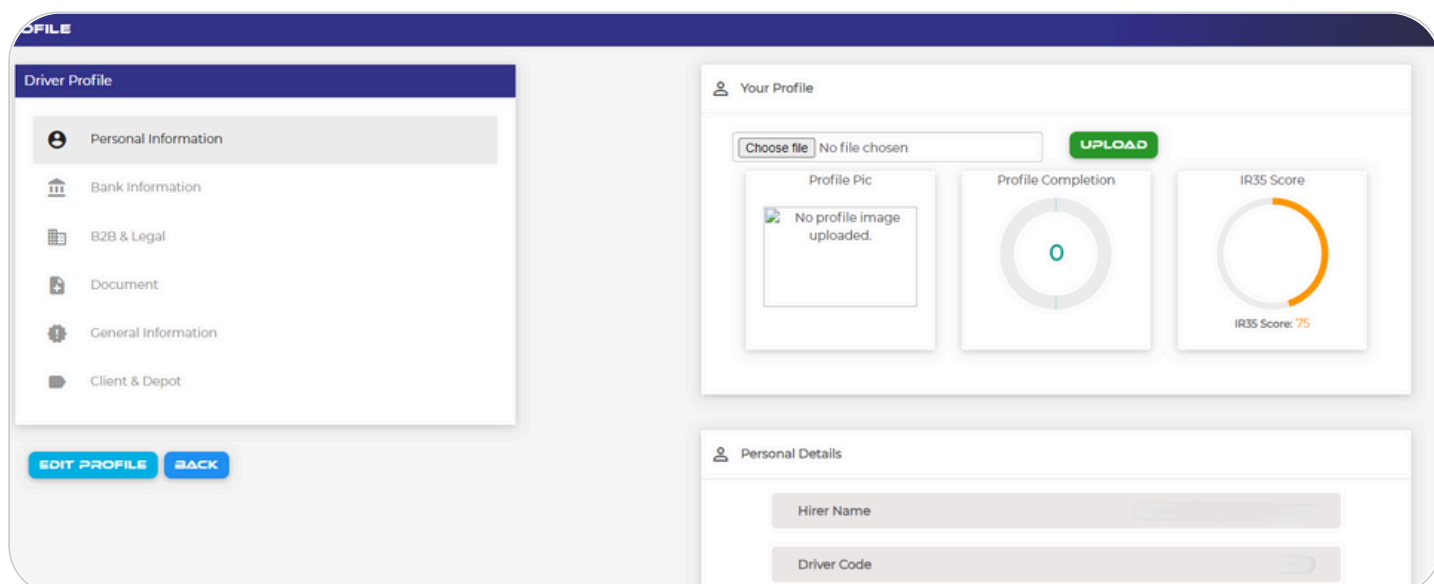 OFILE
Driver Profile
Personal Information
Bank Information
B2B & Legal
Document
General Information
Client & Depot
EDIT PROFILE
BACK
Your Profile
Choose file No file chosen
UPLOAD
Profile Pic
No profile image
uploaded.
Profile Completion
0
IR35 Score
IR35 Score: 75
Personal Details
Hirer Name
Driver Code